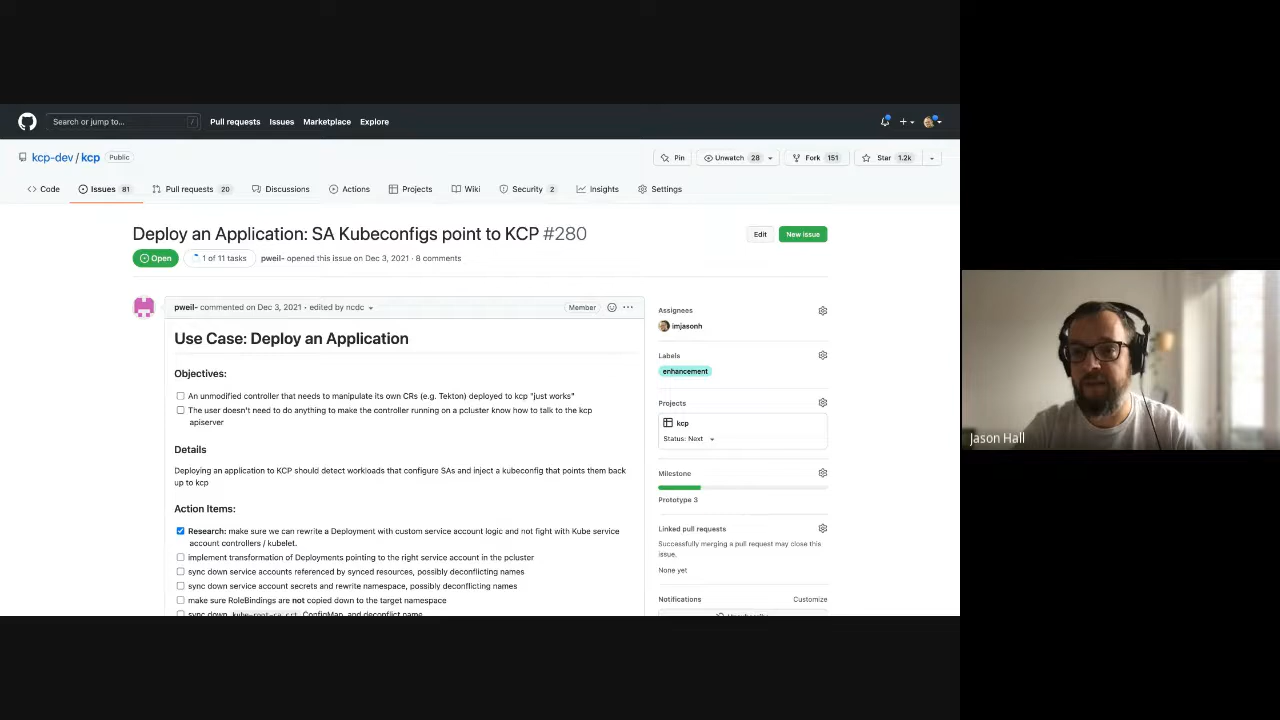 Search or jump to...
/
Pull requests
Issues
Marketplace
Explore
kcp-dev / kcp
Public
Pin
Unwatch 28
Fork 151
Star 1.2k
Code
Issues 81
Pull requests 20
Discussions
Actions
Projects
Wiki
Security 2
Insights
Settings
Deploy an Application: SA Kubeconfigs point to KCP #280
Edit
New issue
Open
1 of 11 tasks
pweil- opened this issue on Dec 3, 2021 · 8 comments
pweil- commented on Dec 3, 2021 • edited by ncdc
Member
Use Case: Deploy an Application
Objectives:
An unmodified controller that needs to manipulate its own CRs (e.g. Tekton) deployed to kcp "just works"
The user doesn't need to do anything to make the controller running on a pcluster know how to talk to the kcp
apiserver
Details
Deploying an application to KCP should detect workloads that configure SAs and inject a kubeconfig that points them back
up to kcp
Action Items:
Research: make sure we can rewrite a Deployment with custom service account logic and not fight with Kube service
account controllers / kubelet.
implement transformation of Deployments pointing to the right service account in the pcluster
sync down service accounts referenced by synced resources, possibly deconflicting names
sync down service account secrets and rewrite namespace, possibly deconflicting names
make sure RoleBindings are not copied down to the target namespace
sync down kube-root-ca.crt ConfigMap, and deconflict name
Assignees
imjasonh
Labels
enhancement
Projects
kcp
Status: Next
Milestone
Prototype 3
Linked pull requests
Successfully merging a pull request may close this
issue.
None yet
Notifications
Customize
Jason Hall